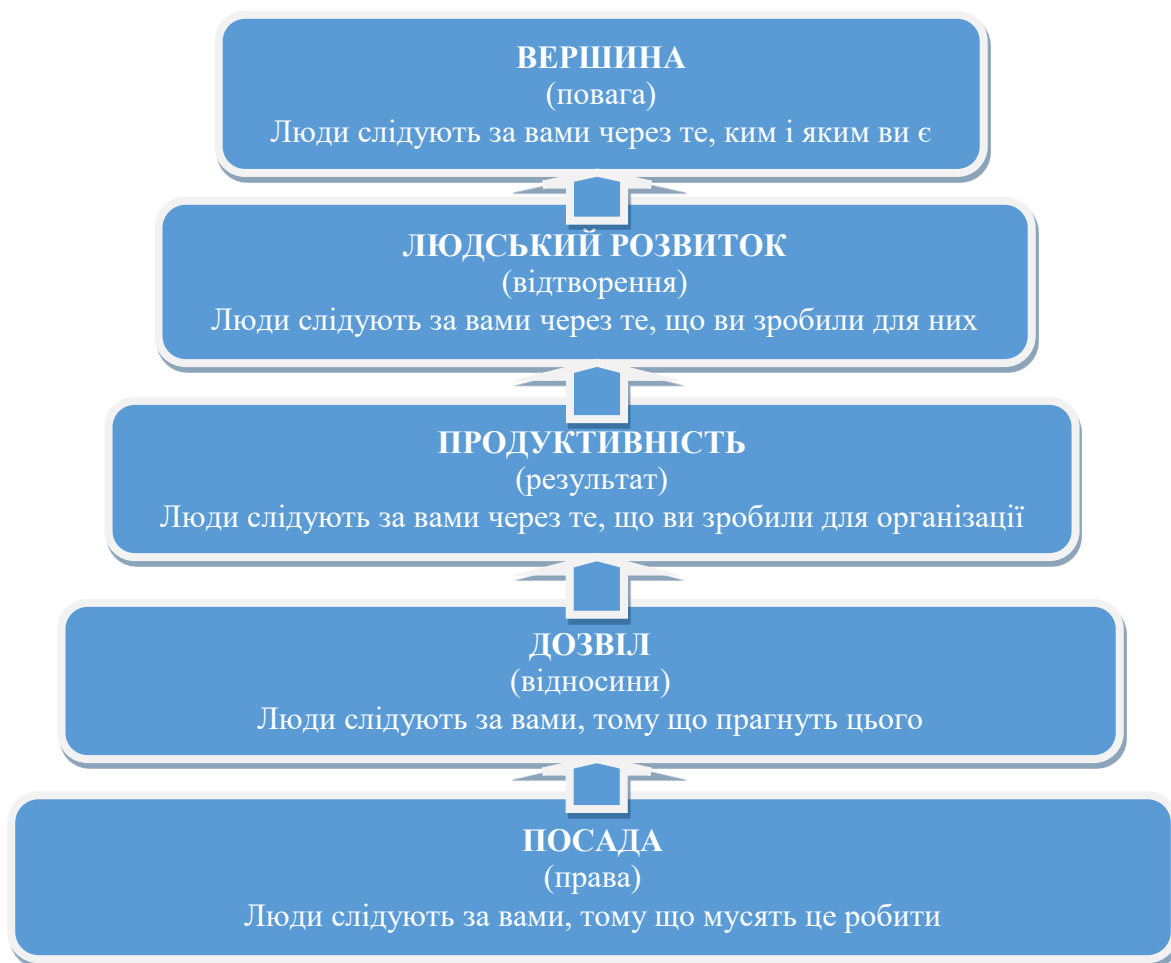 ВЕРШИНА
(повага)
Люди слідують за вами через те, ким і яким ви є
ЛЮДСЬКИЙ РОЗВИТОК
(відтворення)
Люди слідують за вами через те, що ви зробили для них
ПРОДУКТИВНІСТЬ
(результат)
Люди слідують за вами через те, що ви зробили для організації
ДОЗВІЛ
(відносини)
Люди слідують за вами, тому що прагнуть цього
ПОСАДА
(права)
Люди слідують за вами, тому що мусять це робити